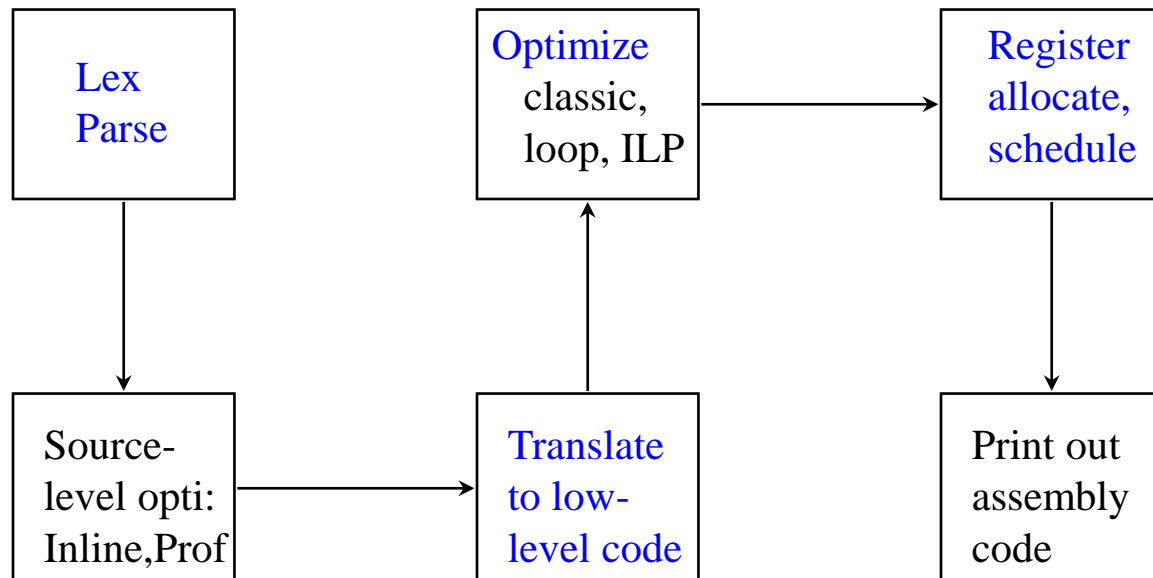 Lex
Parse
Source-
level opti:
Inline,Prof
Translate
to low-
level code
Optimize
classic,
loop, ILP
Register
allocate,
schedule
Print out
assembly
code